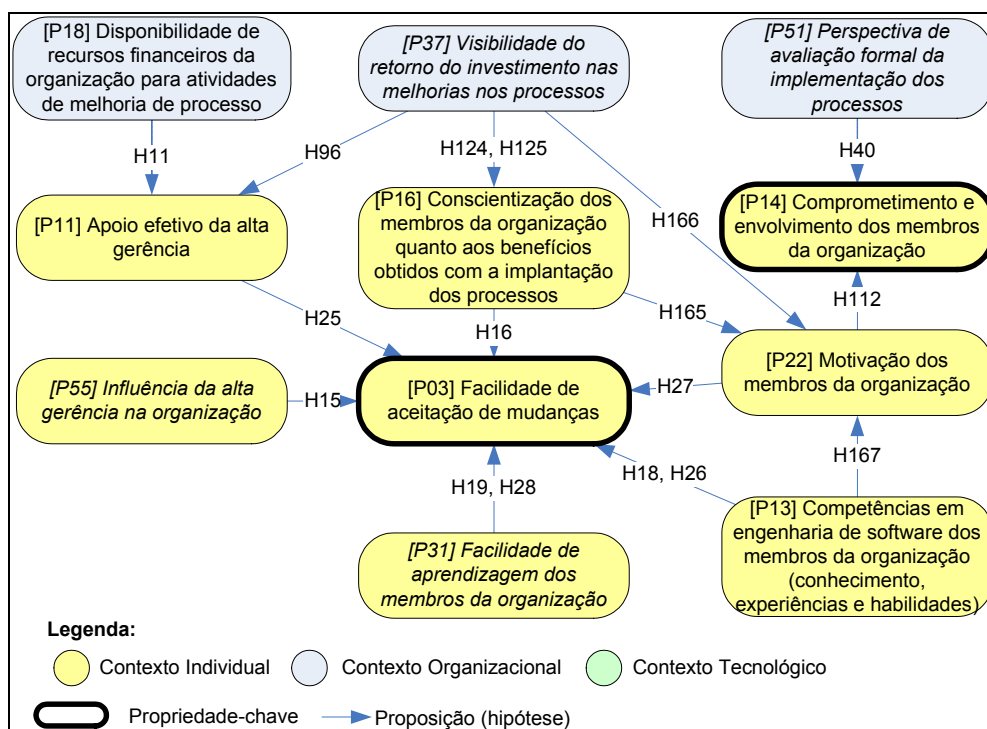 [P18] Disponibilidade de
recursos financeiros da
organização para atividades
de melhoria de processo
[P37] Visibilidade do
retorno do investimento nas
melhorias nos processos
[P51] Perspectiva de
avaliação formal da
implementação dos
processos
H11
H96
H124, H125
H40
[P11] Apoio efetivo da alta
gerência
[P16] Conscientização dos
membros da organização
quanto aos benefícios
obtidos com a implantação
dos processos
H166
[P14] Comprometimento e
envolvimento dos membros
da organização
H25
H16
H165
H112
[P55] Influência da alta
gerência na organização
H15
[P03] Facilidade de
aceitação de mudanças
H27
[P22] Motivação dos
membros da organização
H19, H28
H18, H26
H167
[P31] Facilidade de
aprendizagem dos
membros da organização
[P13] Competências em
engenharia de software dos
membros da organização
(conhecimento,
experiências e habilidades)
Legenda:
Contexto Individual
Contexto Organizacional
Contexto Tecnológico
Propriedade-chave
Proposição (hipótese)